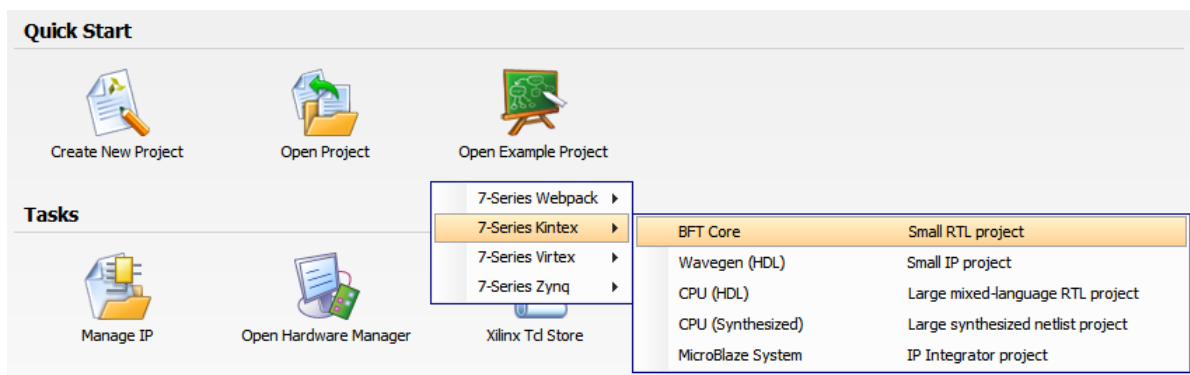 Quick Start
Create New Project
Open Project
Open Example Project
Tasks
7-Series Webpack
7-Series Kintex
7-Series Virtex
7-Series Zynq
BFT Core Small RTL project
Wavegen (HDL) Small IP project
CPU (HDL) Large mixed-language RTL project
CPU (Synthesized) Large synthesized netlist project
MicroBlaze System IP Integrator project
Manage IP
Open Hardware Manager
Xilinx Tcl Store